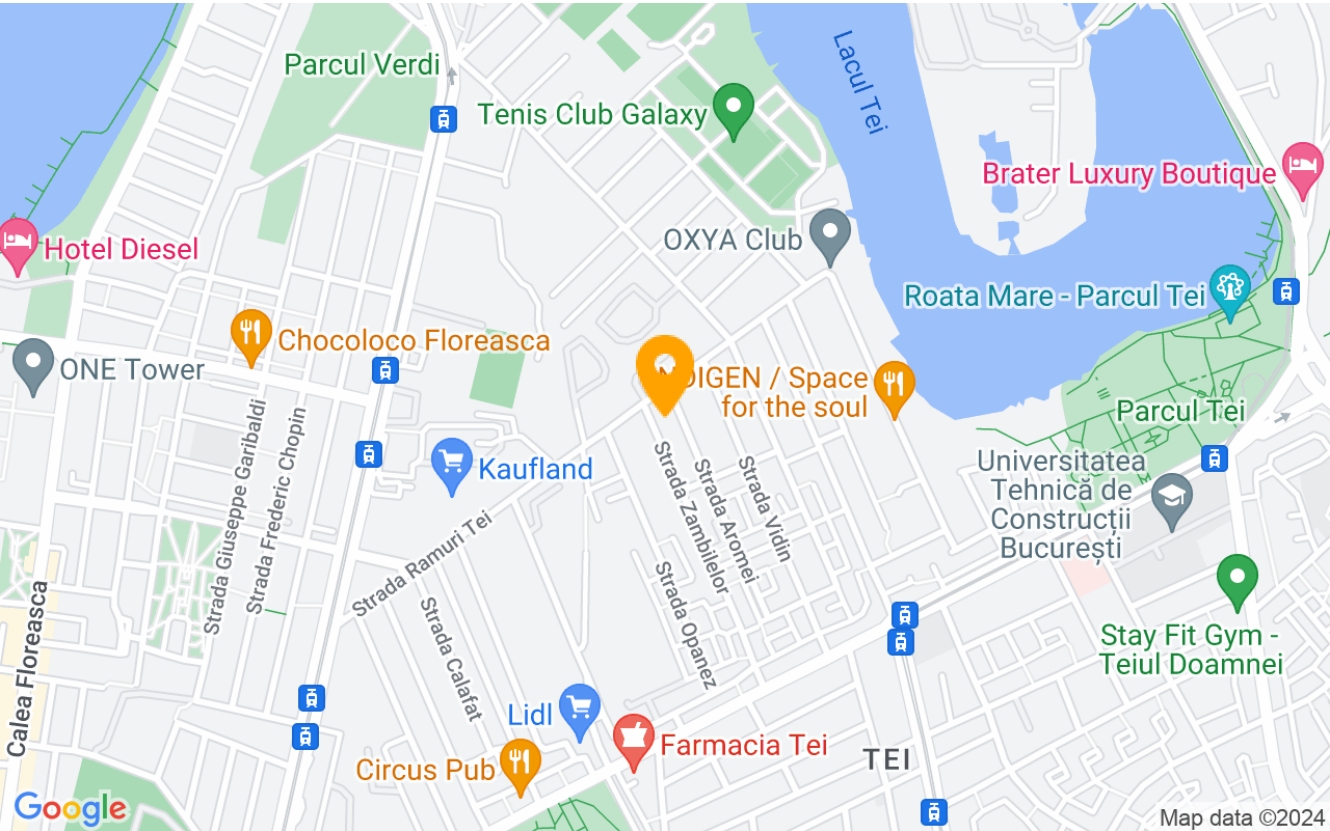 Parcul Verdi
Lacul Tei
Tenis Club Galaxy
Brater Luxury Boutique
Hotel Diesel
OXYA Club
Roata Mare - Parcul Tei
Chocoloco Floreasca
ONE Tower
/ Space
for the soul
Parcul Tei
Strada Giuseppe Garibaldi
Strada Frederic Chopin
Kaufland
Strada Zambilelor
Strada Aromei
Strada Vidin
Universitatea
Tehnică de
Construcții
București
Strada Ramuri Tei
Strada Opanez
Strada Calafat
Calea Floreasca
Stay Fit Gym -
Teiul Doamnei
Lidl
Farmacia Tei
TEI
Circus Pub
Google
Map data ©2024